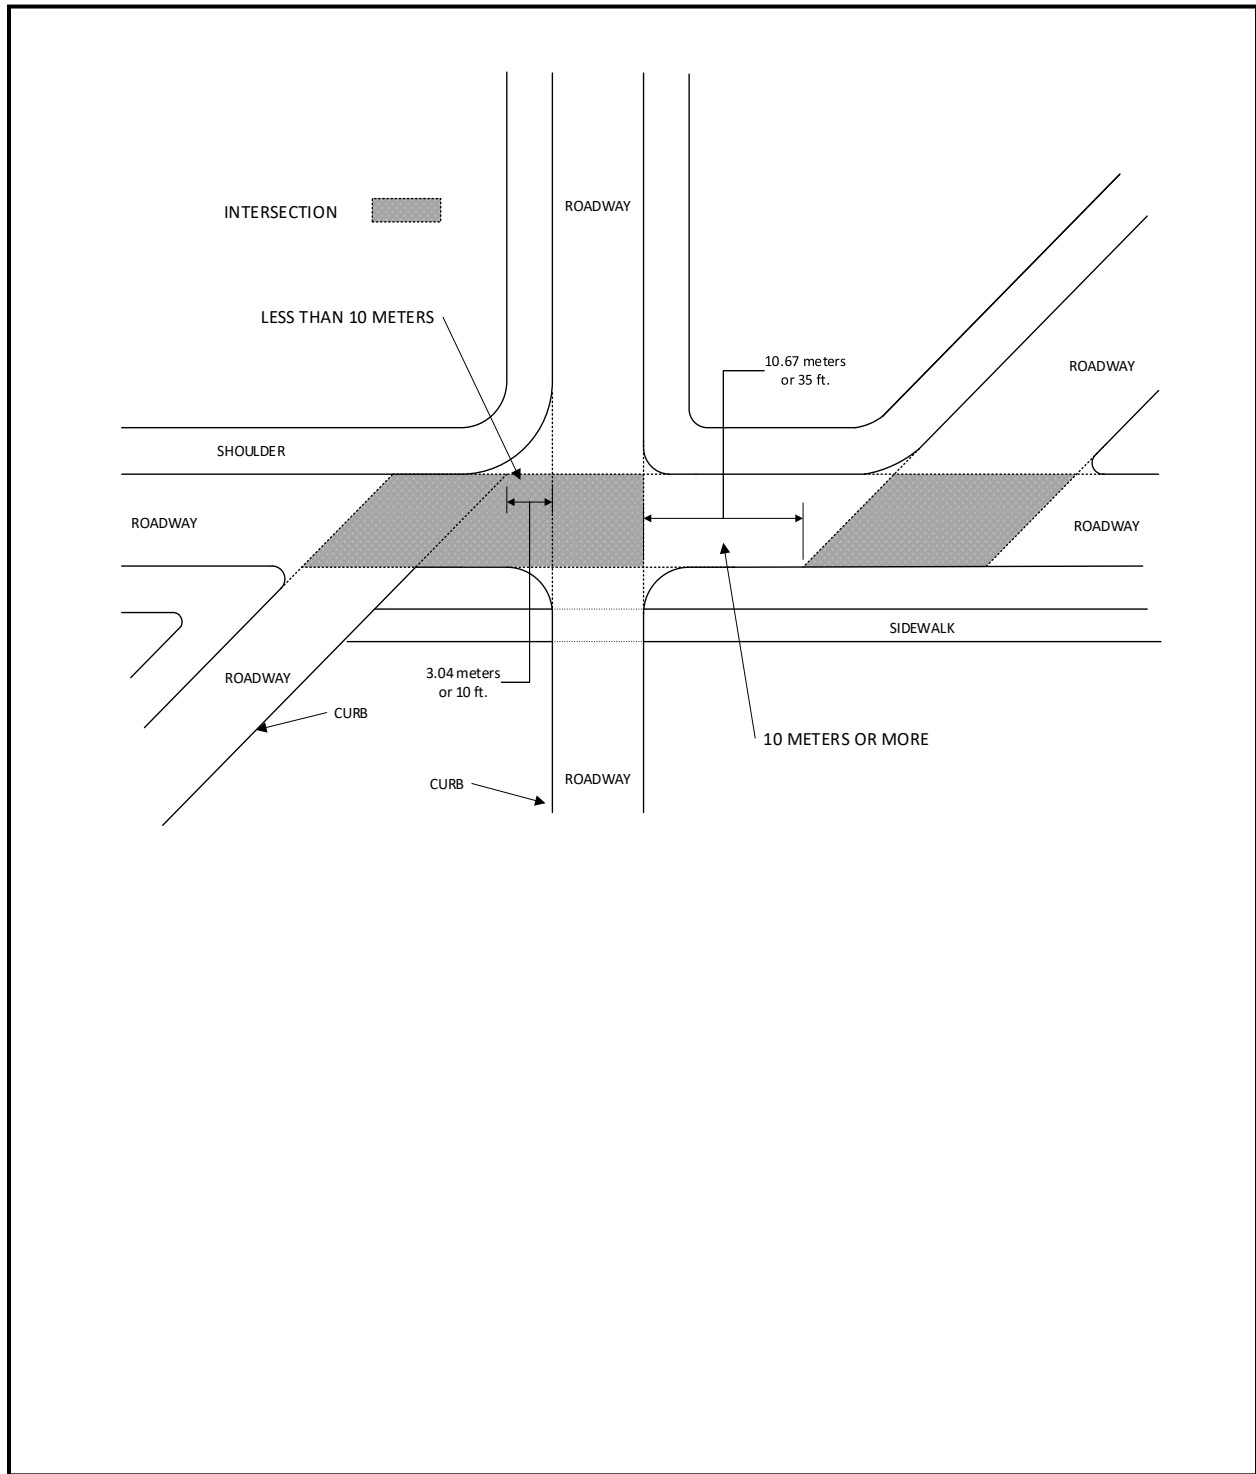 ROADWAY
INTERSECTION
LESS THAN 10 METERS
10.67 meters
or 35 ft.
ROADWAY
SHOULDER
ROADWAY
ROADWAY
SIDEWALK
3.04 meters
or 10 ft.
ROADWAY
CURB
10 METERS OR MORE
CURB
ROADWAY